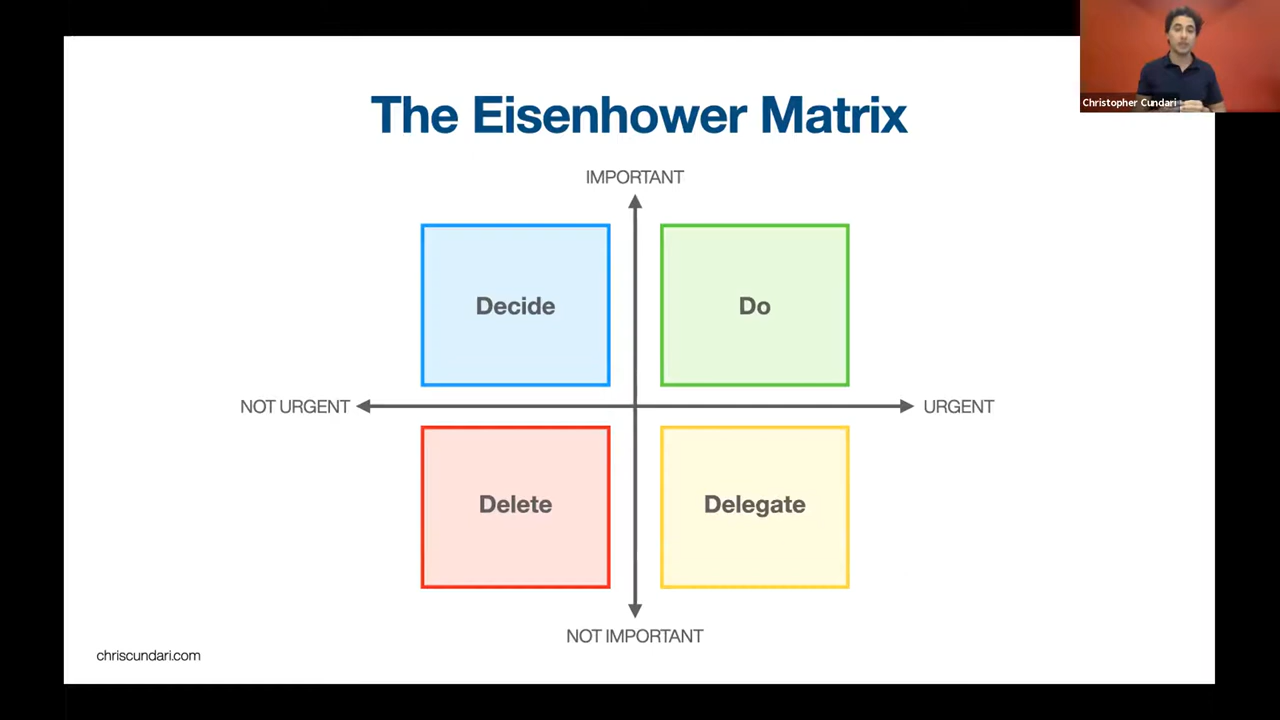 Christopher Cundari
The Eisenhower Matrix
IMPORTANT
Decide
Do
NOT URGENT
URGENT
Delete
Delegate
NOT IMPORTANT
chriscundari.com